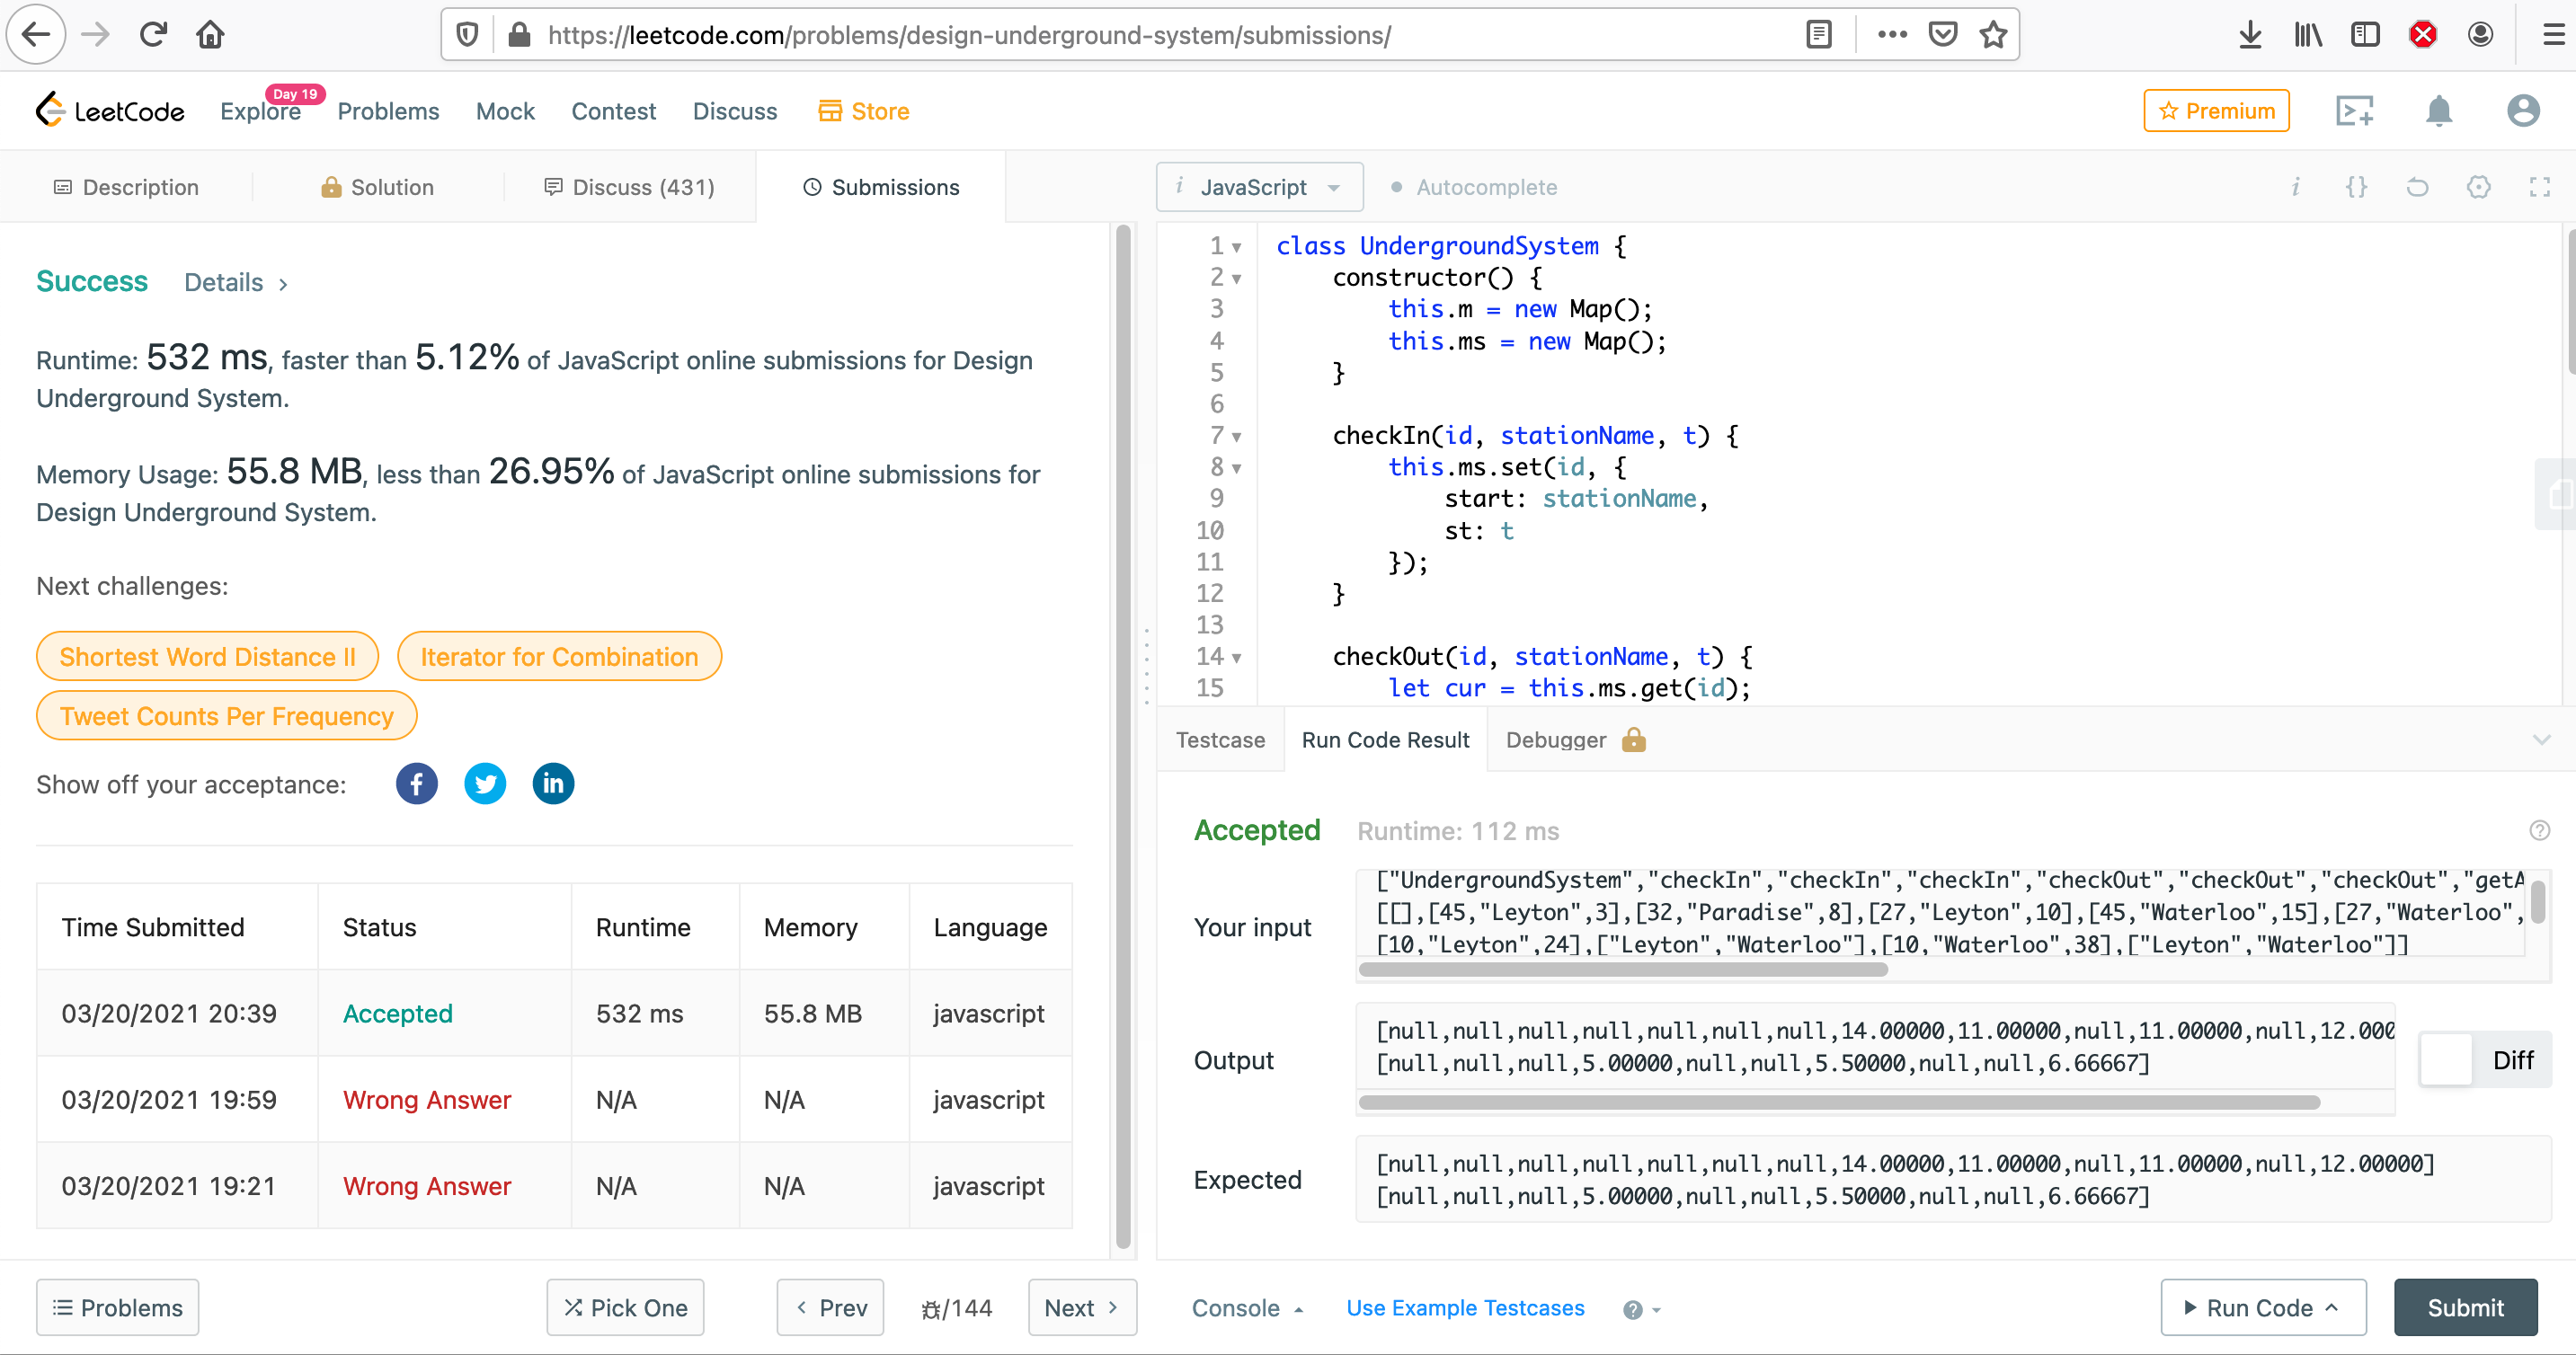 https://leetcode.com/problems/design-underground-system/submissions/
LeetCode
Explore
Day 19
Problems
Mock
Contest
Discuss
Store
Premium
Description
Solution
Discuss (431)
Submissions
Success
Details >
Runtime: 532 ms, faster than 5.12% of JavaScript online submissions for Design
Underground System.
Memory Usage: 55.8 MB, less than 26.95% of JavaScript online submissions for
Design Underground System.
Next challenges:
Shortest Word Distance II
Iterator for Combination
Tweet Counts Per Frequency
Show off your acceptance:
Time Submitted Status Runtime Memory Language
03/20/2021 20:39 Accepted 532 ms 55.8 MB javascript
03/20/2021 19:59 Wrong Answer N/A N/A javascript
03/20/2021 19:21 Wrong Answer N/A N/A javascript
Problems
Pick One
< Prev
/144
Next >
i JavaScript
Autocomplete
i {}
1 class UndergroundSystem {
2 constructor() {
3 this.m = new Map();
4 this.ms = new Map();
5 }
6
7 checkIn(id, stationName, t) {
8 this.ms.set(id, {
9 start: stationName,
10 st: t
11 });
12 }
13
14 checkOut(id, stationName, t) {
15 let cur = this.ms.get(id);
Testcase
Run Code Result
Debugger
Accepted
Runtime: 112 ms
Your input
["UndergroundSystem","checkIn","checkIn","checkIn","checkOut","checkOut","checkOut","getA
[[],[45,"Leyton",3],[32,"Paradise",8],[27,"Leyton",10],[45,"Waterloo",15],[27,"Waterloo",
[10,"Leyton",24],["Leyton","Waterloo"],[10,"Waterloo",38],["Leyton","Waterloo"]]
Output
[null,null,null,null,null,null,null,14.00000,11.00000,null,11.00000,null,12.000
[null,null,null,5.00000,null,null,5.50000,null,null,6.66667]
Diff
Expected
[null,null,null,null,null,null,null,14.00000,11.00000,null,11.00000,null,12.00000]
[null,null,null,5.00000,null,null,5.50000,null,null,6.66667]
Console
Use Example Testcases
Run Code
Submit